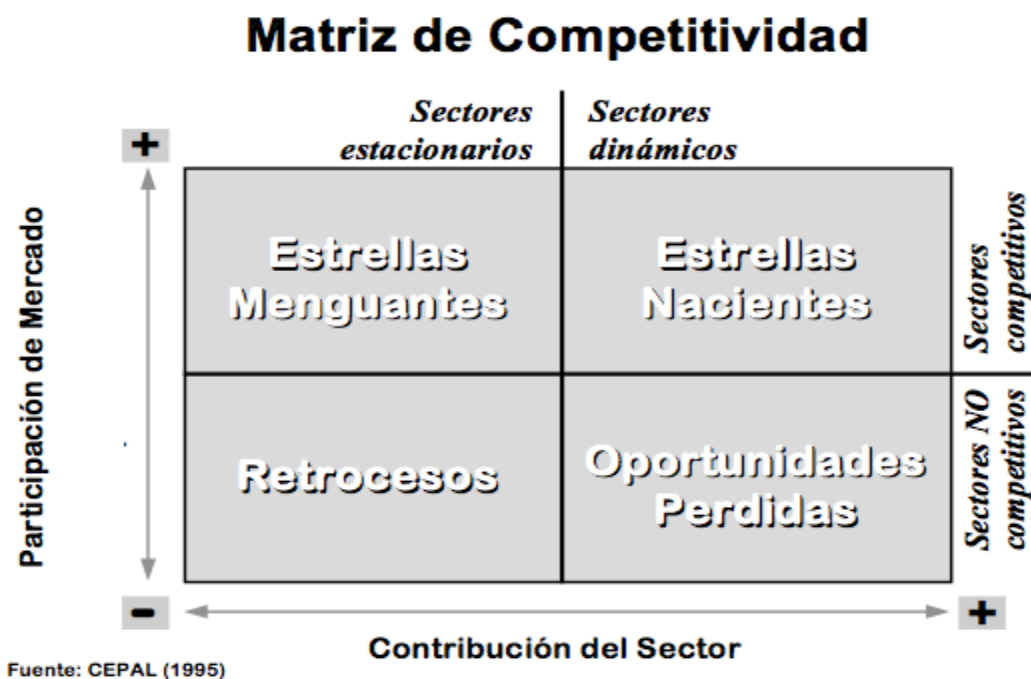 Matriz de Competitividad
Sectores
estacionarios
Sectores
dinámicos
+
Participación de Mercado
Estrellas
Menguantes
Estrellas
Nacientes
Sectores
competitivos
Retrocesos
Oportunidades
Perdidas
Sectores NO
competitivos
-
+
Contribución del Sector
Fuente: CEPAL (1995)